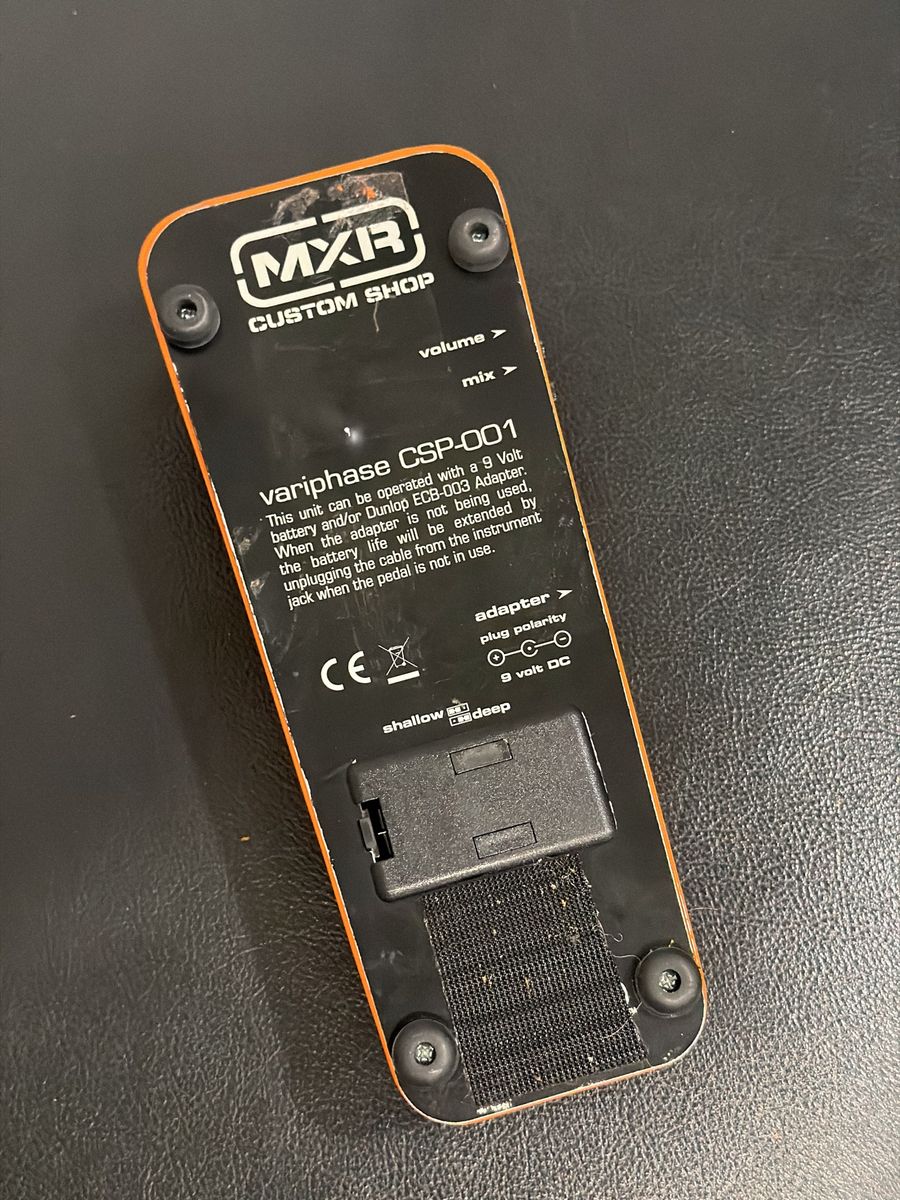 MXR
CUSTOM SHOP
volume
mix
variphase CSP-001
This unit can be operated with a 9 Volt
battery and/or Dunlop ECB-003 Adapter.
When the adapter is not being used,
the battery life will be extended by
unplugging the cable from the instrument
jack when the pedal is not in use.
adapter
plug polarity
+ -
9 volt DC
CE
shallow deep